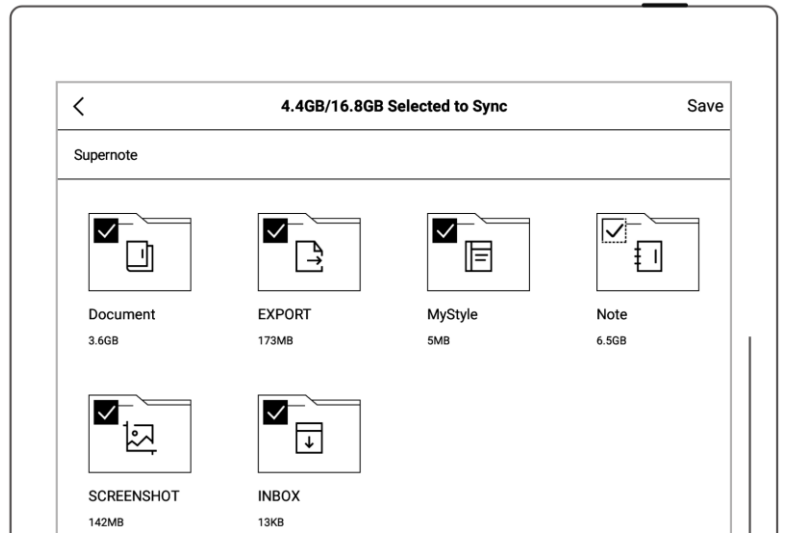 4.4GB/16.8GB Selected to Sync Save
Supernote
Document EXPORT MyStyle Note
3.6GB 173MB 5MB 6.5GB
SCREENSHOT INBOX
142MB 13KB